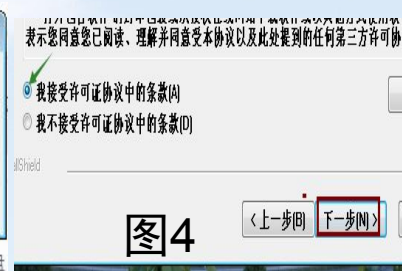 表示您同意您已阅读、理解并同意受本协议以及此处提到的任何第三方许可协
我接受许可证协议中的条款(A)
我不接受许可证协议中的条款(D)
llShield
<上一步(B) 下一步(N)>
图4